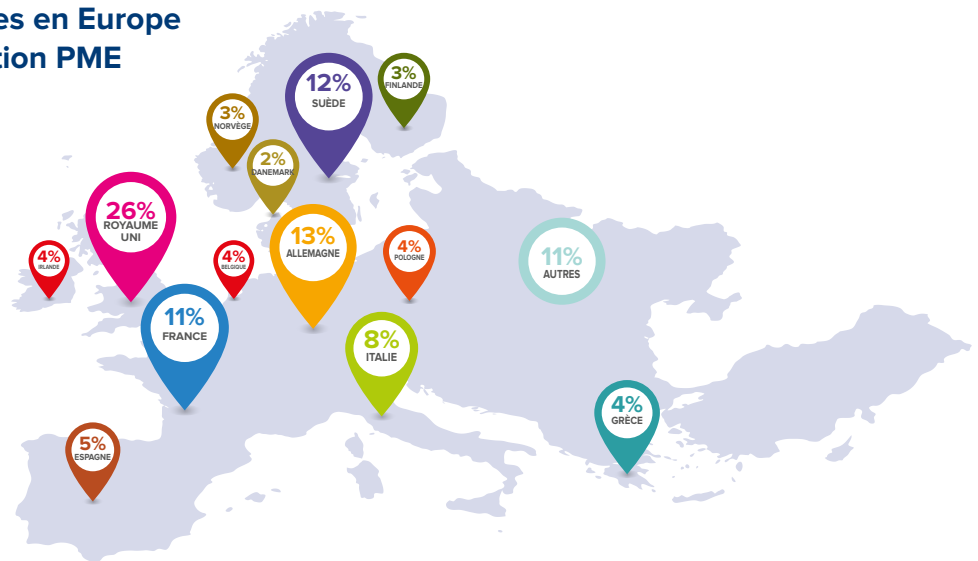 es en Europe
tion PME
12%
SUÈDE
3%
FINLANDE
3%
NORVÈGE
2%
DANEMARK
26%
ROYAUME
UNI
13%
ALLEMAGNE
4%
IRLANDE
4%
BELGIQUE
4%
POLOGNE
11%
AUTRES
11%
FRANCE
8%
ITALIE
4%
GRÈCE
5%
ESPAGNE